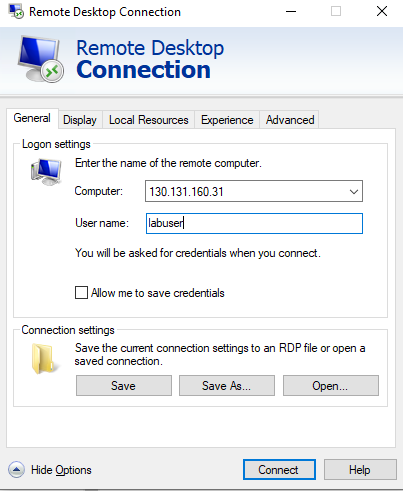 Remote Desktop Connection
Remote Desktop
Connection
General Display Local Resources Experience Advanced
Logon settings
Enter the name of the remote computer.
Computer: 130.131.160.31
User name: labuser
You will be asked for credentials when you connect.
Allow me to save credentials
Connection settings
Save the current connection settings to an RDP file or open a
saved connection.
Save Save As... Open...
Hide Options Connect Help